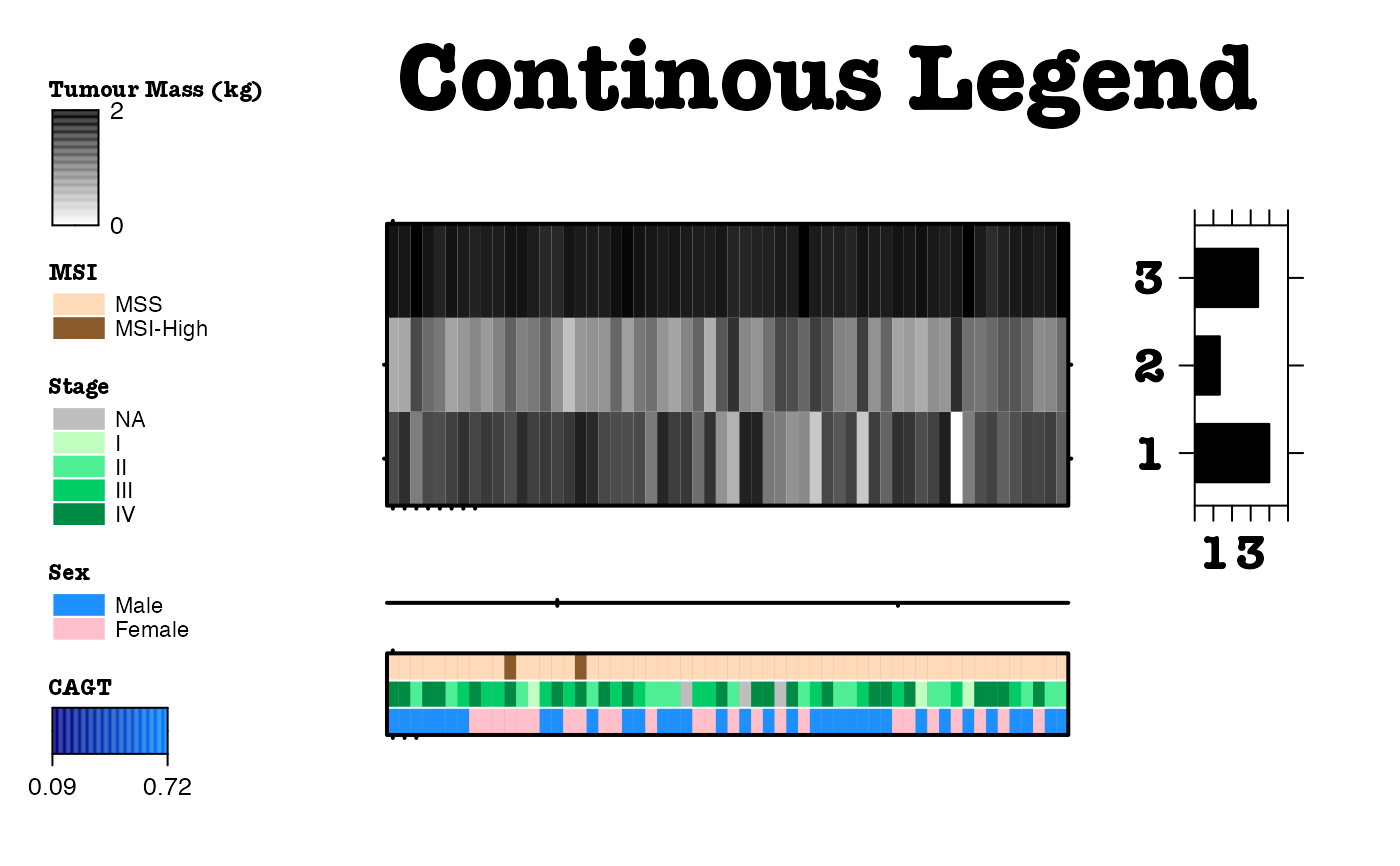 Continous Legend
Tumour Mass (kg)
2
0
MSI
MSS
MSI-High
Stage
NA
I
II
III
IV
Sex
Male
Female
CAGT
0.09 0.72
3
2
1
1 3